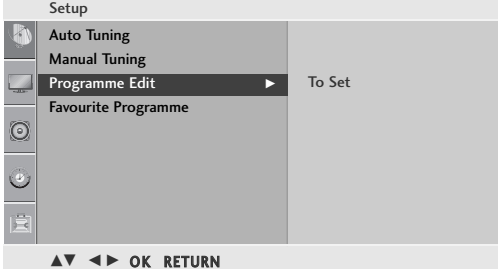 Setup
Auto Tuning
Manual Tuning
Programme Edit ► To Set
Favourite Programme
▲▼ ◄► OK RETURN